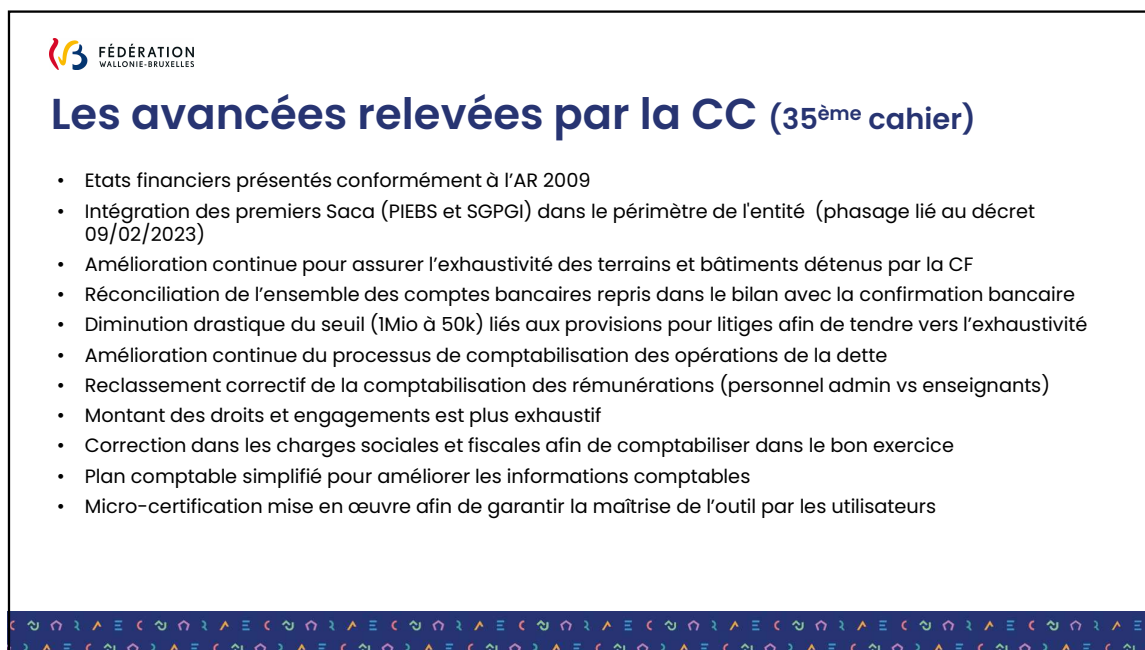 FÉDÉRATION
WALLONIE-BRUXELLES
Les avancées relevées par la CC (35ème cahier)
• Etats financiers présentés conformément à l’AR 2009
• Intégration des premiers Saca (PIEBS et SGPGI) dans le périmètre de l'entité (phasage lié au décret
09/02/2023)
• Amélioration continue pour assurer l’exhaustivité des terrains et bâtiments détenus par la CF
• Réconciliation de l’ensemble des comptes bancaires repris dans le bilan avec la confirmation bancaire
• Diminution drastique du seuil (1Mio à 50k) liés aux provisions pour litiges afin de tendre vers l’exhaustivité
• Amélioration continue du processus de comptabilisation des opérations de la dette
• Reclassement correctif de la comptabilisation des rémunérations (personnel admin vs enseignants)
• Montant des droits et engagements est plus exhaustif
• Correction dans les charges sociales et fiscales afin de comptabiliser dans le bon exercice
• Plan comptable simplifié pour améliorer les informations comptables
• Micro-certification mise en œuvre afin de garantir la maîtrise de l’outil par les utilisateurs